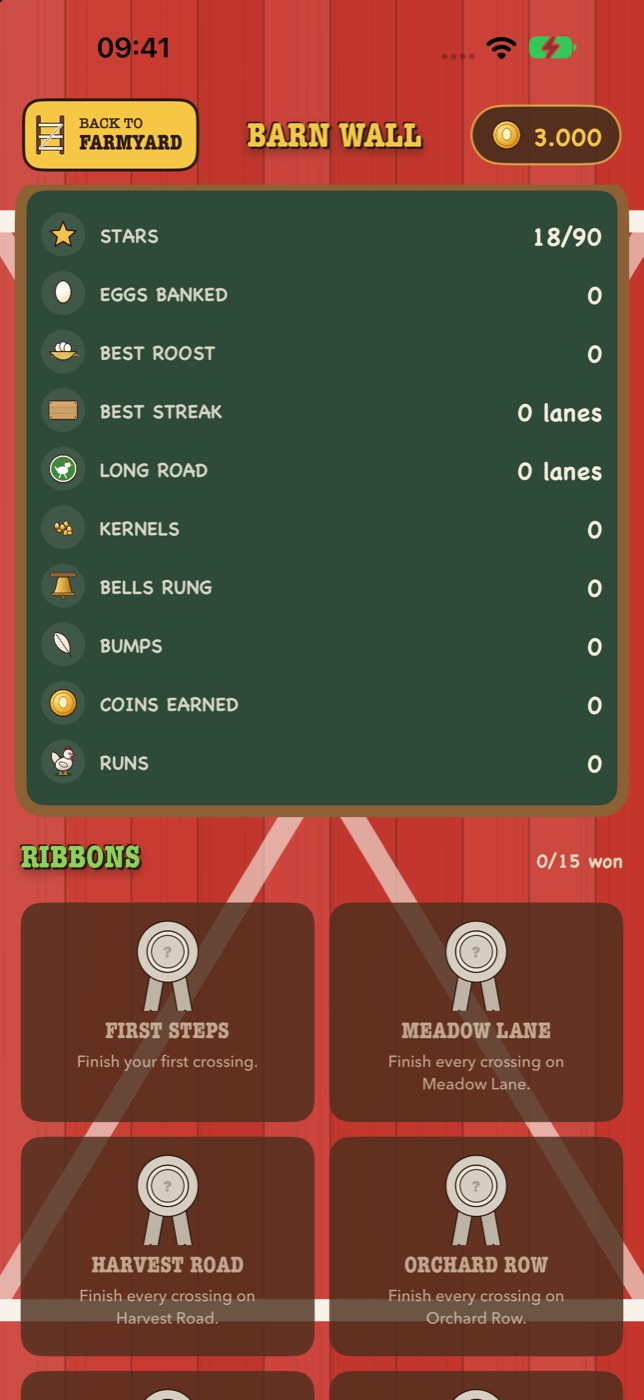 09:41
BACK TO
FARMYARD
BARN WALL
3.000
STARS 18/90
EGGS BANKED 0
BEST ROOST 0
BEST STREAK 0 lanes
LONG ROAD 0 lanes
KERNELS 0
BELLS RUNG 0
BUMPS 0
COINS EARNED 0
RUNS 0
RIBBONS 0/15 won
?
FIRST STEPS
Finish your first crossing.
?
MEADOW LANE
Finish every crossing on
Meadow Lane.
?
HARVEST ROAD
Finish every crossing on
Harvest Road.
?
ORCHARD ROW
Finish every crossing on
Orchard Row.